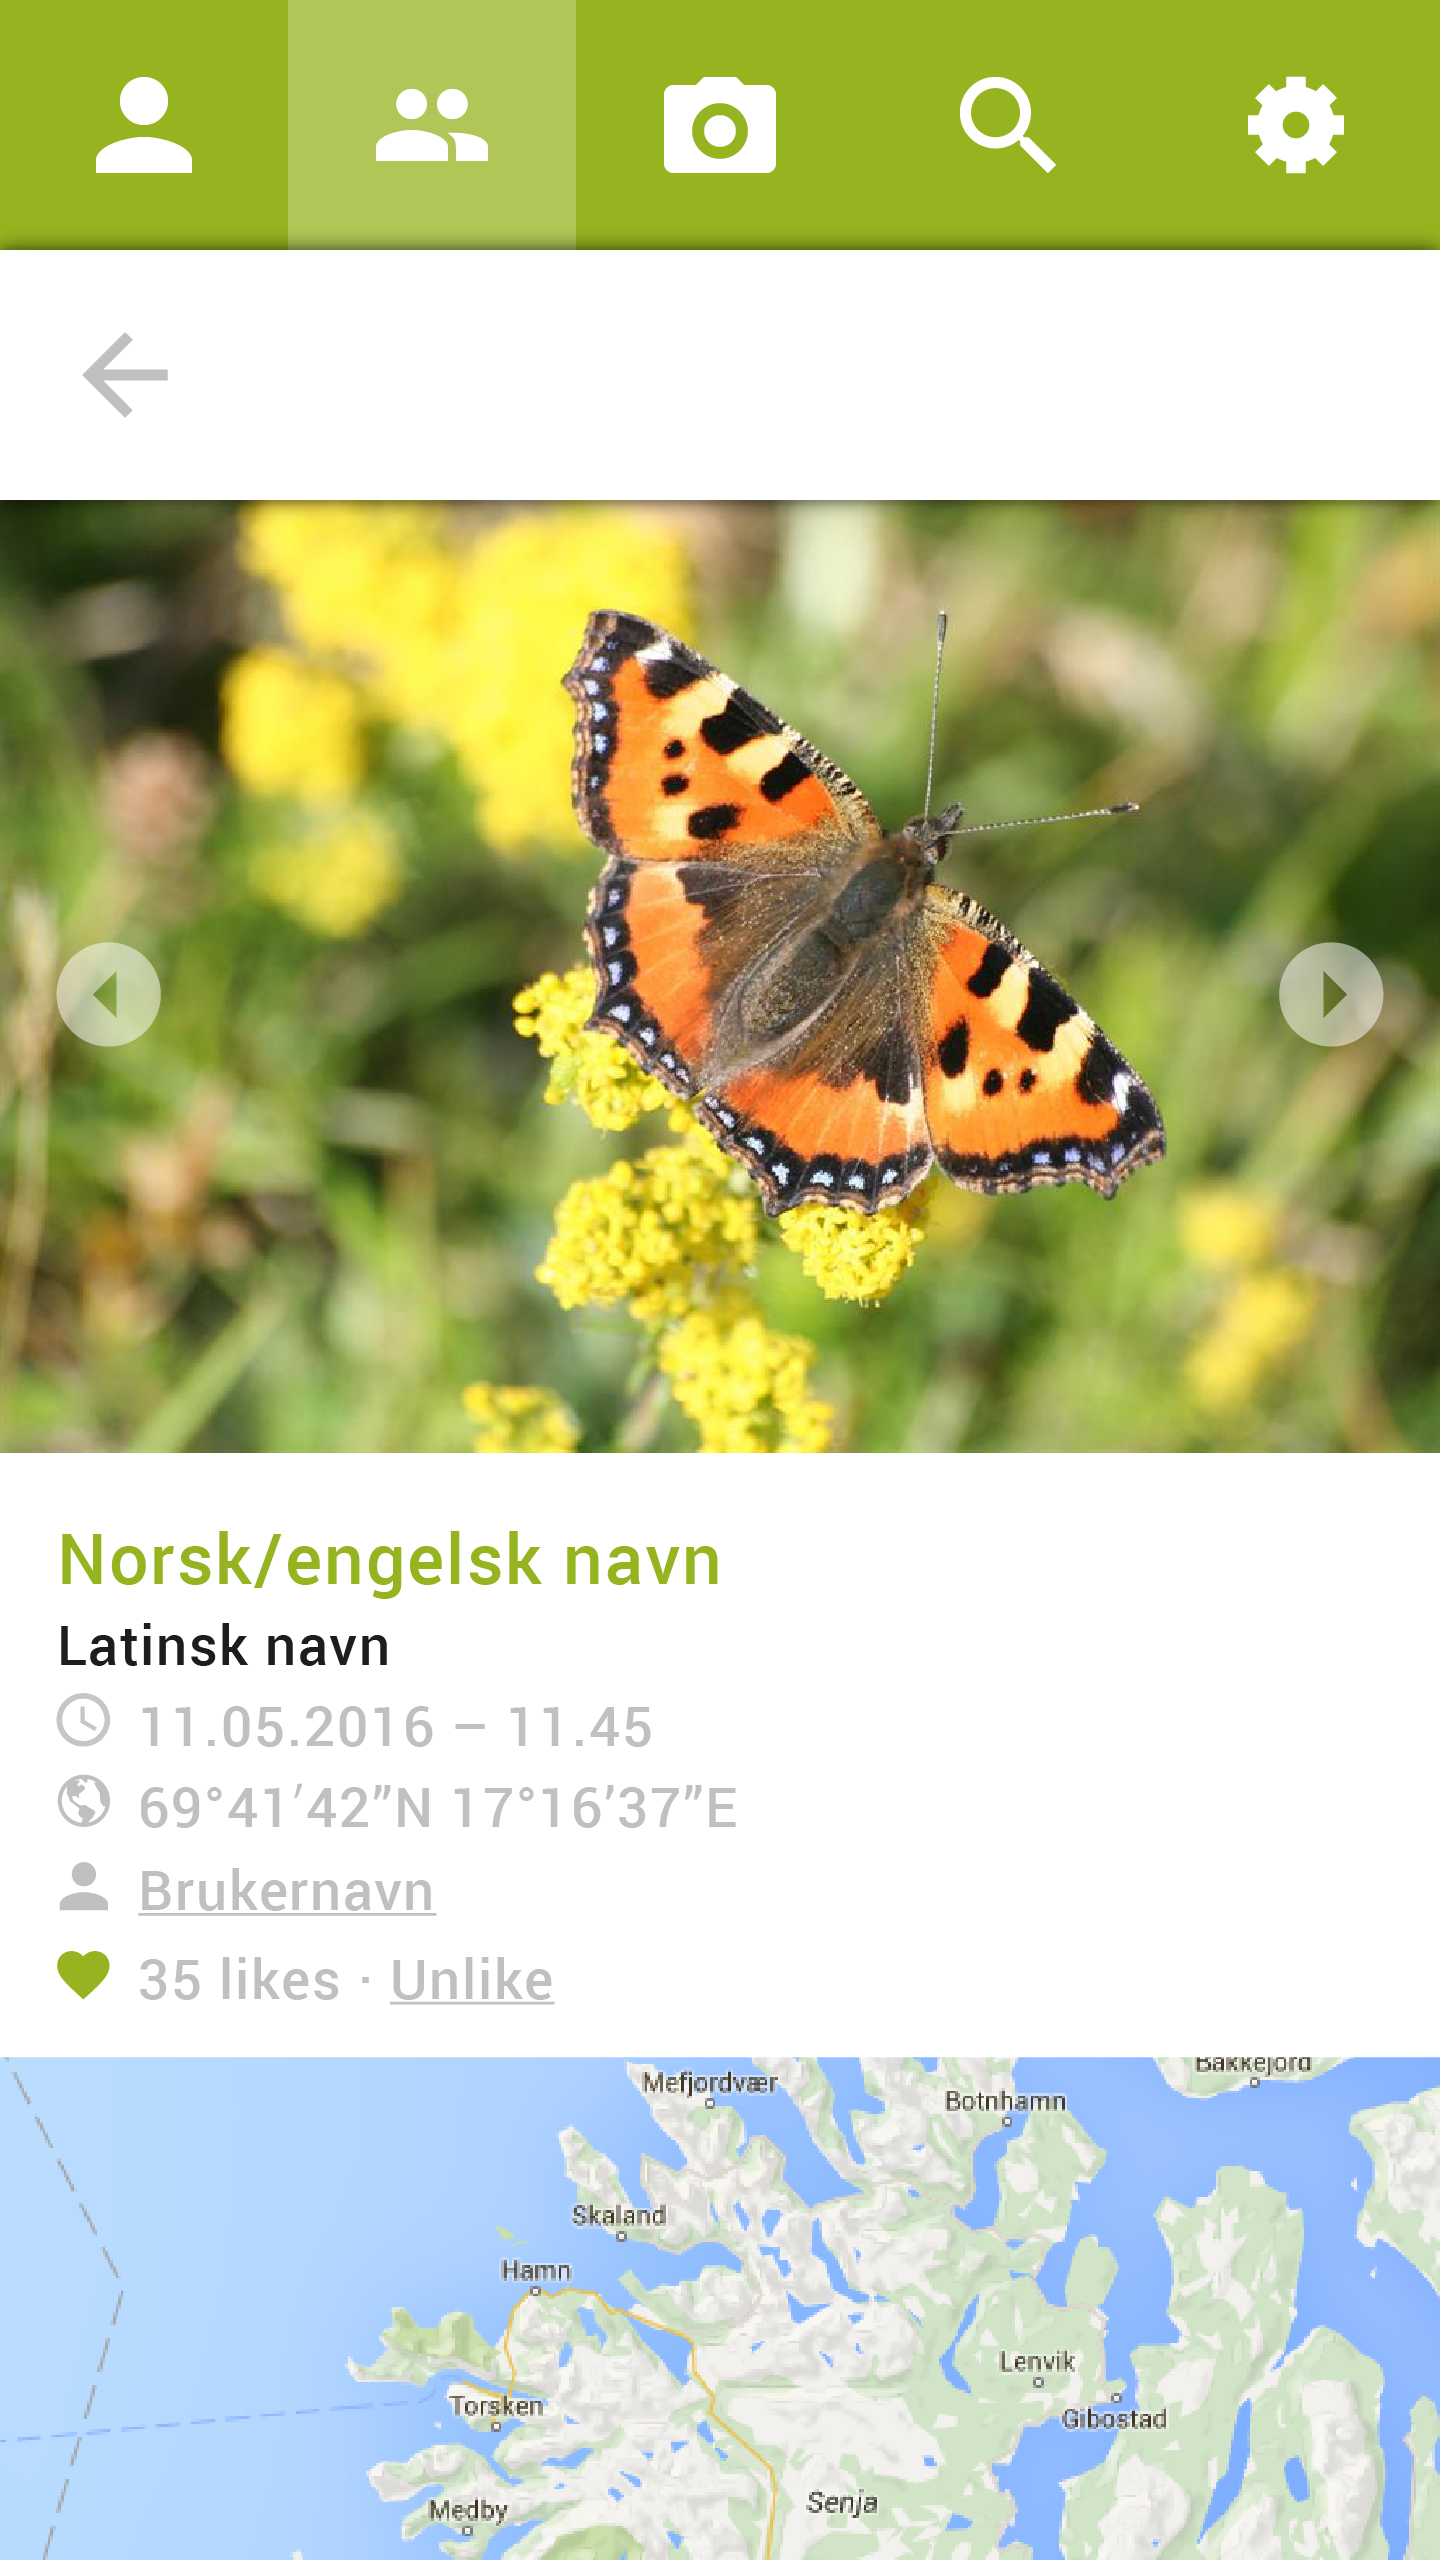 Norsk/engelsk navn
Latinsk navn
11.05.2016 – 11.45
69°41′42”N 17°16’37”E
Brukernavn
35 likes · Unlike
Bakkejord
Mefjordvær
Botnhamn
Skaland
Hamn
Lenvik
Torsken
Gibostad
Senja
Medby